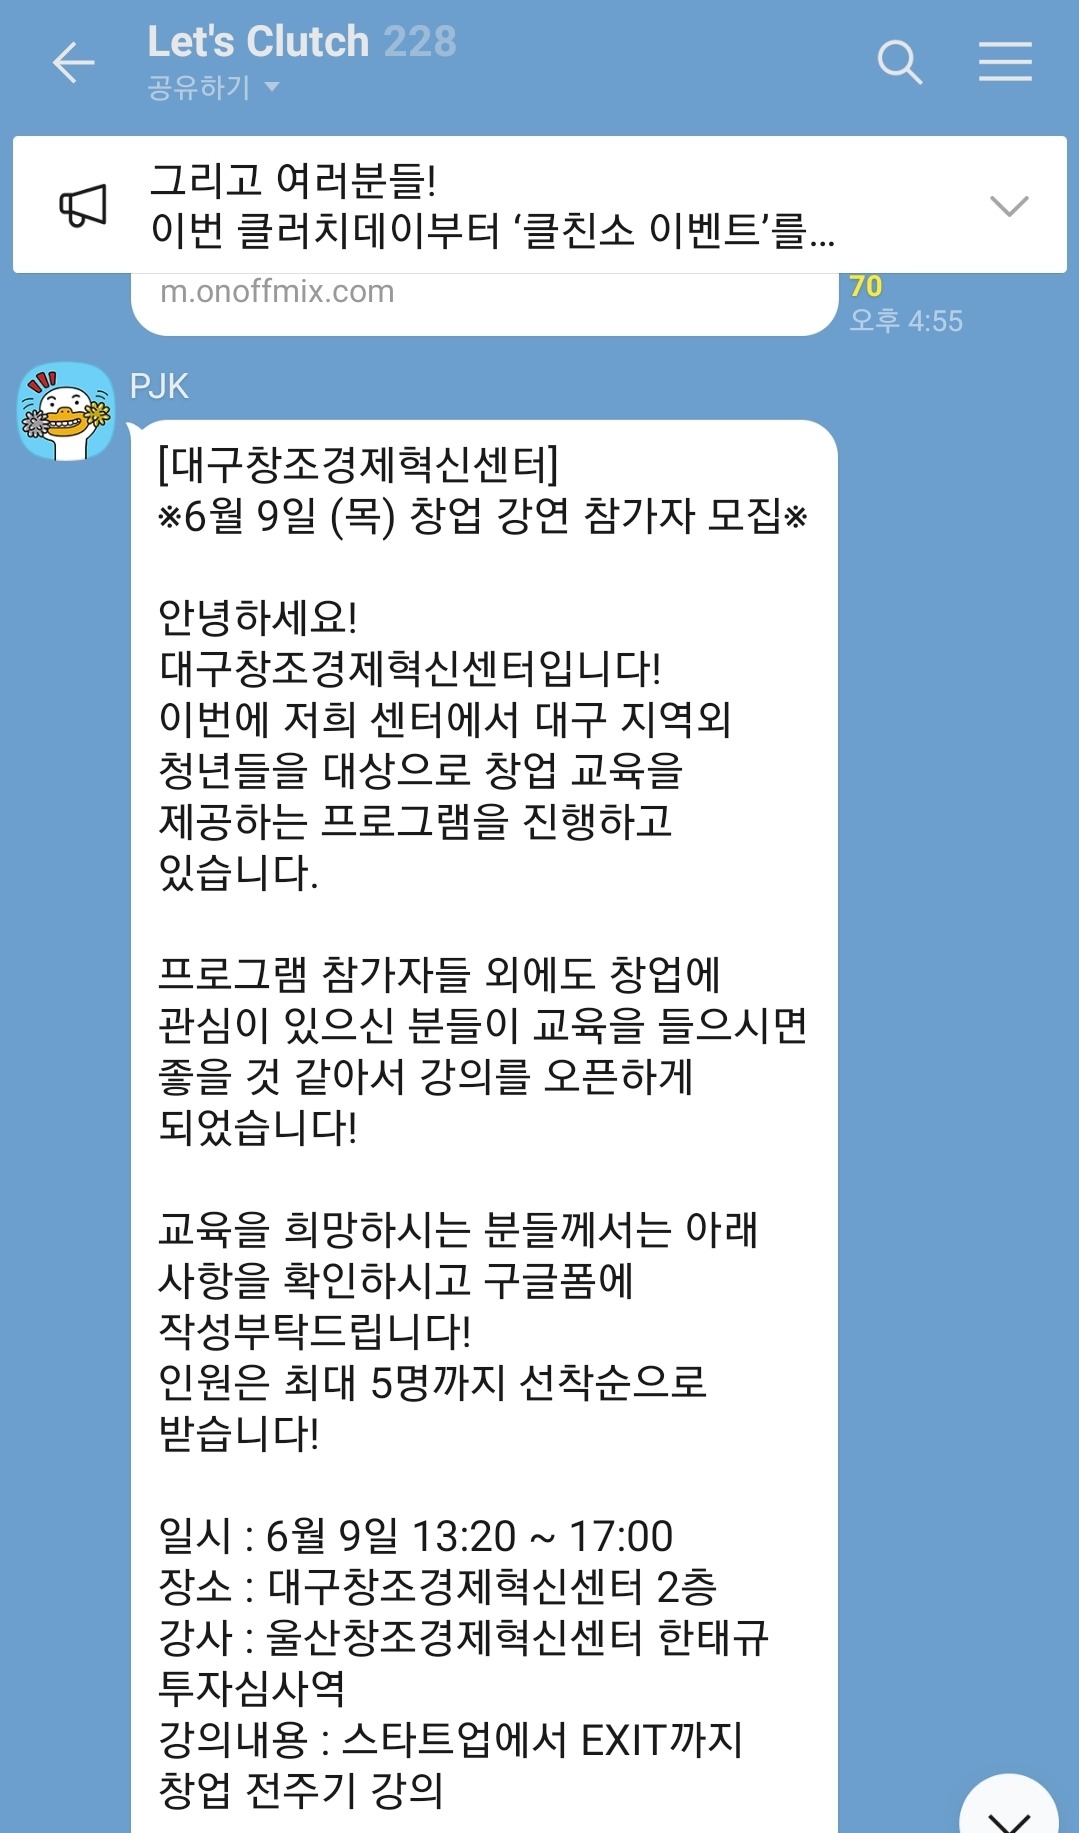 Let's Clutch 228
공유하기
그리고 여러분들!
이번 클러치데이부터 ‘클친소 이벤트’를...
m.onoffmix.com
70
오후 4:55
PJK
[대구창조경제혁신센터]
※6월 9일 (목) 창업 강연 참가자 모집※
안녕하세요!
대구창조경제혁신센터입니다!
이번에 저희 센터에서 대구 지역외
청년들을 대상으로 창업 교육을
제공하는 프로그램을 진행하고
있습니다.
프로그램 참가자들 외에도 창업에
관심이 있으신 분들이 교육을 들으시면
좋을 것 같아서 강의를 오픈하게
되었습니다!
교육을 희망하시는 분들께서는 아래
사항을 확인하시고 구글폼에
작성부탁드립니다!
인원은 최대 5명까지 선착순으로
받습니다!
일시 : 6월 9일 13:20 ~ 17:00
장소 : 대구창조경제혁신센터 2층
강사 : 울산창조경제혁신센터 한태규
투자심사역
강의내용 : 스타트업에서 EXIT까지
창업 전주기 강의